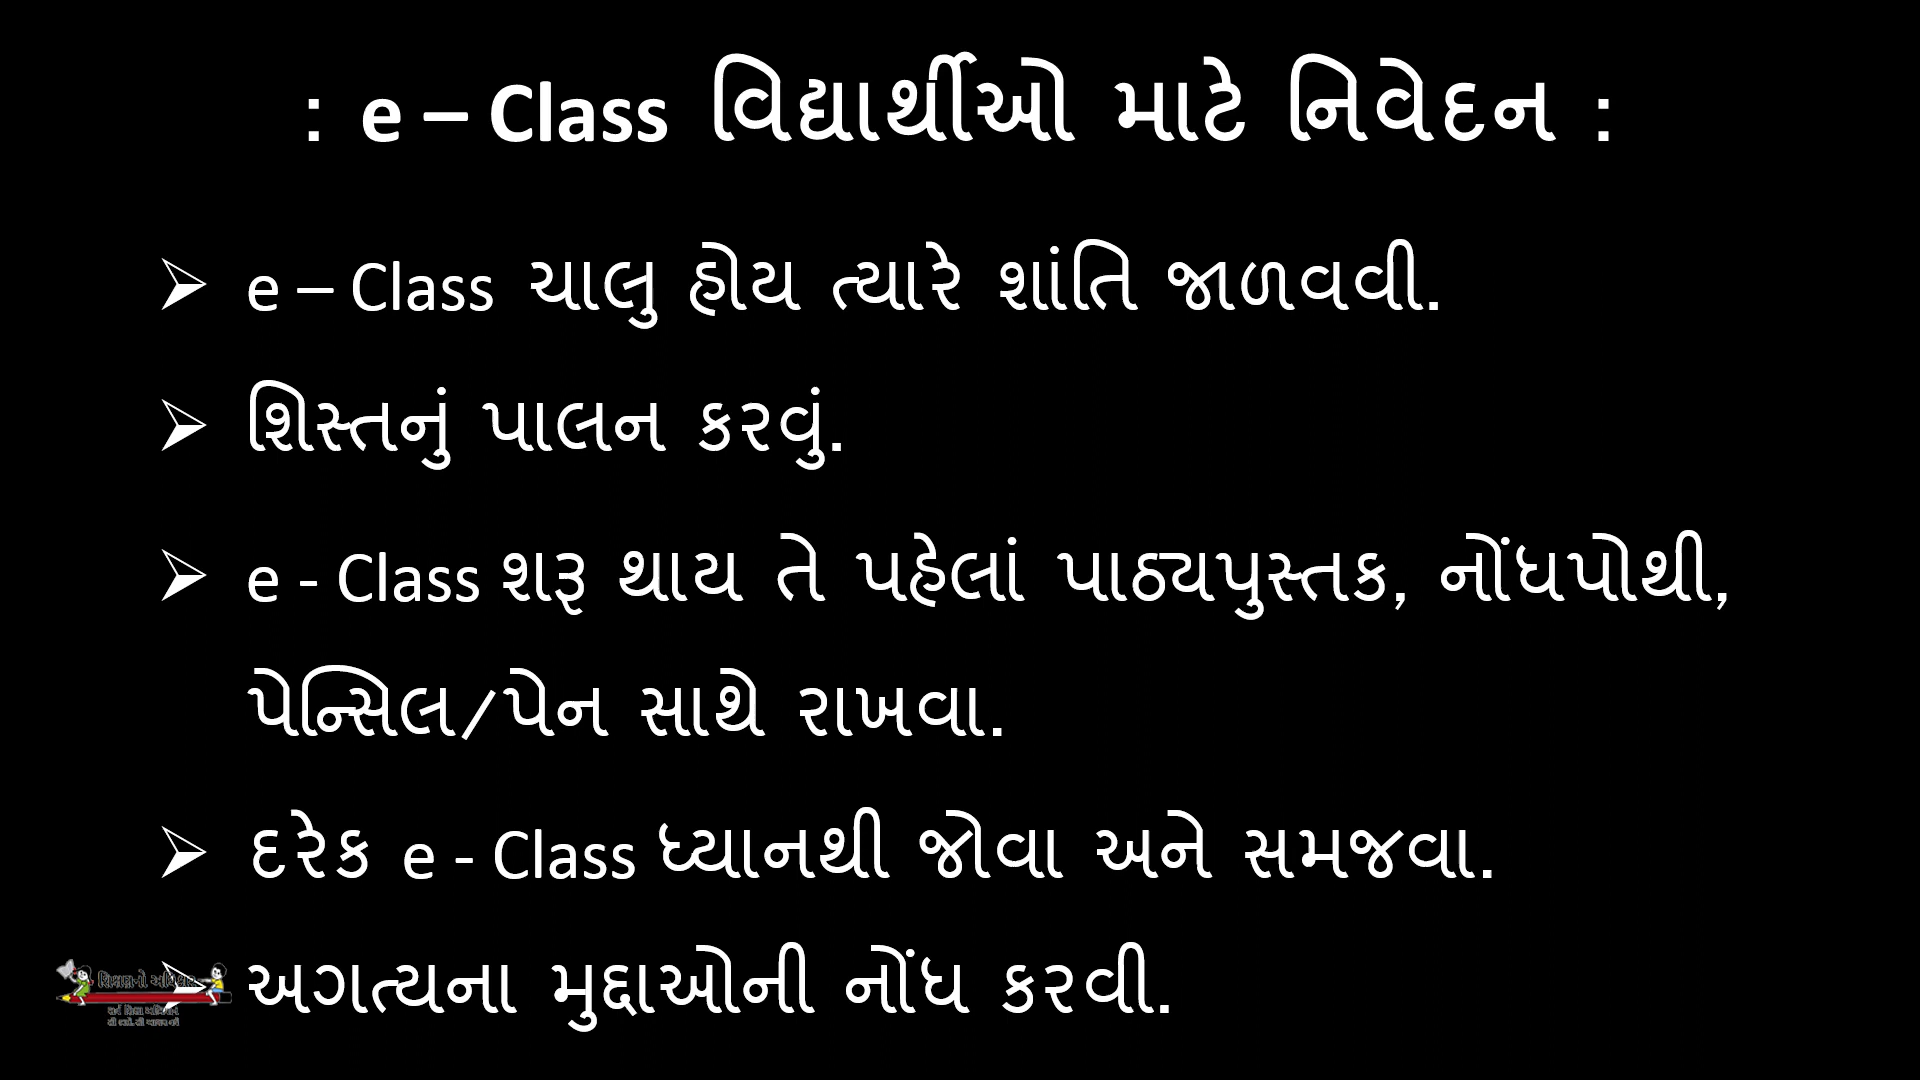 : e – Class વિદ્યાર્થીઓ માટે નિવેદન :
➢ e – Class ચાલુ હોય ત્યારે શાંતિ જાળવવી.
➢ શિસ્તનું પાલન કરવું.
➢ e - Class શરૂ થાય તે પહેલાં પાઠ્યપુસ્તક, નોંધપોથી,
પેન્સિલ/પેન સાથે રાખવા.
➢ દરેક e - Class ધ્યાનથી જોવા અને સમજવા.
➢ અગત્યના મુદ્દાઓની નોંધ કરવી.